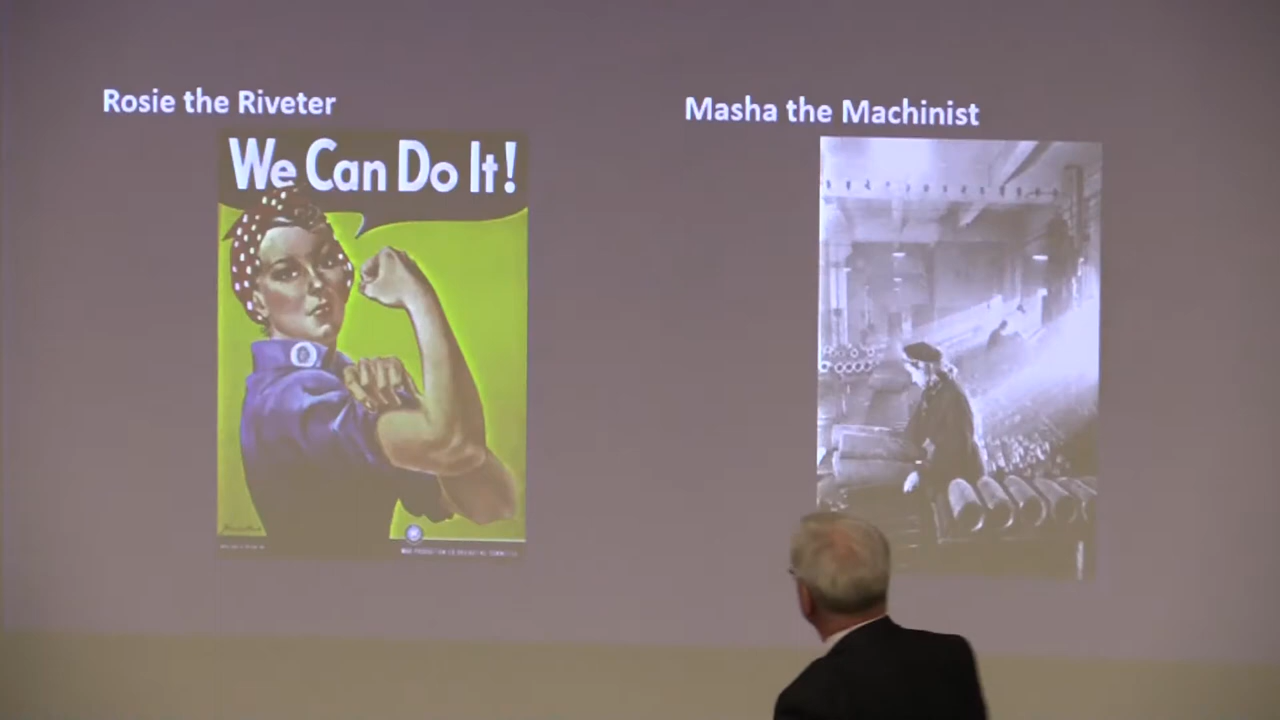 Rosie the Riveter
Masha the Machinist
We Can Do It!